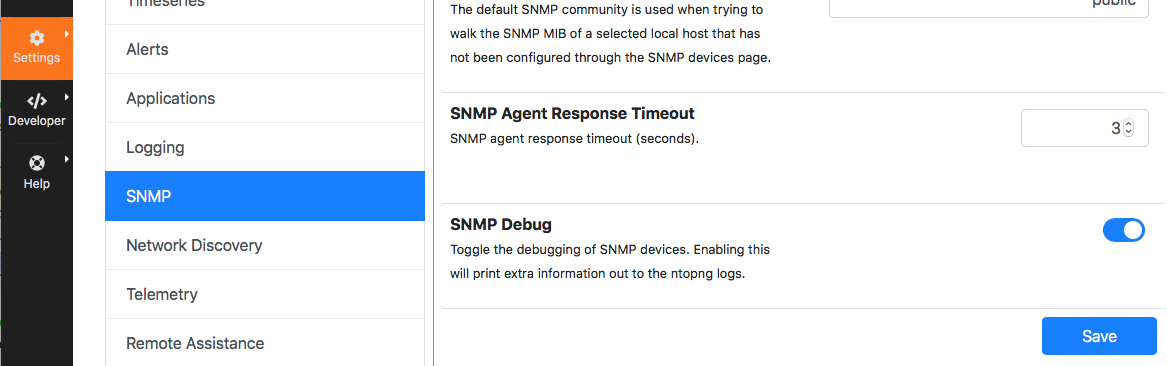 Settings
Developer
Help
Timeseries
Alerts
Applications
Logging
SNMP
Network Discovery
Telemetry
Remote Assistance
The default SNMP community is used when trying to
walk the SNMP MIB of a selected local host that has
not been configured through the SNMP devices page.
public
SNMP Agent Response Timeout
SNMP agent response timeout (seconds).
3
SNMP Debug
Toggle the debugging of SNMP devices. Enabling this
will print extra information out to the ntopng logs.
Save